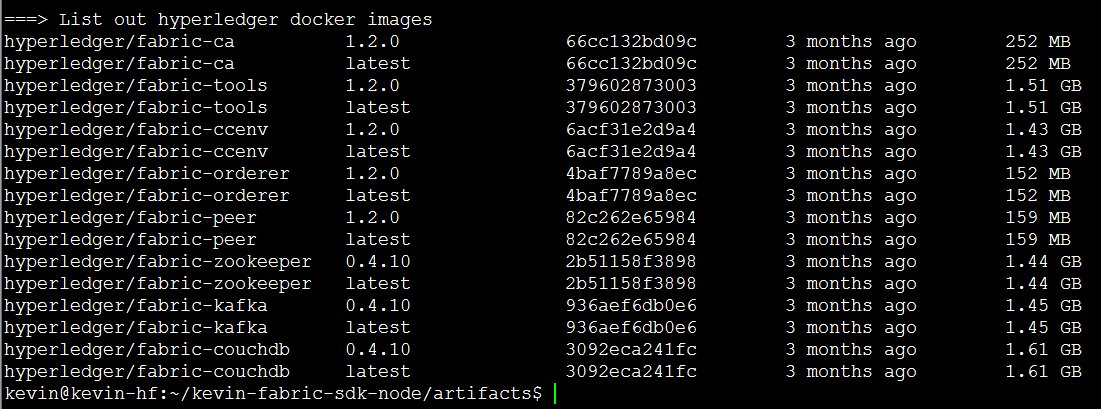 ===> List out hyperledger docker images
hyperledger/fabric-ca 1.2.0 66cc132bd09c 3 months ago 252 MB
hyperledger/fabric-ca latest 66cc132bd09c 3 months ago 252 MB
hyperledger/fabric-tools 1.2.0 379602873003 3 months ago 1.51 GB
hyperledger/fabric-tools latest 379602873003 3 months ago 1.51 GB
hyperledger/fabric-ccenv 1.2.0 6acf31e2d9a4 3 months ago 1.43 GB
hyperledger/fabric-ccenv latest 6acf31e2d9a4 3 months ago 1.43 GB
hyperledger/fabric-orderer 1.2.0 4baf7789a8ec 3 months ago 152 MB
hyperledger/fabric-orderer latest 4baf7789a8ec 3 months ago 152 MB
hyperledger/fabric-peer 1.2.0 82c262e65984 3 months ago 159 MB
hyperledger/fabric-peer latest 82c262e65984 3 months ago 159 MB
hyperledger/fabric-zookeeper 0.4.10 2b51158f3898 3 months ago 1.44 GB
hyperledger/fabric-zookeeper latest 2b51158f3898 3 months ago 1.44 GB
hyperledger/fabric-kafka 0.4.10 936aef6db0e6 3 months ago 1.45 GB
hyperledger/fabric-kafka latest 936aef6db0e6 3 months ago 1.45 GB
hyperledger/fabric-couchdb 0.4.10 3092eca241fc 3 months ago 1.61 GB
hyperledger/fabric-couchdb latest 3092eca241fc 3 months ago 1.61 GB
kevin@kevin-hf:~/kevin-fabric-sdk-node/artifacts$